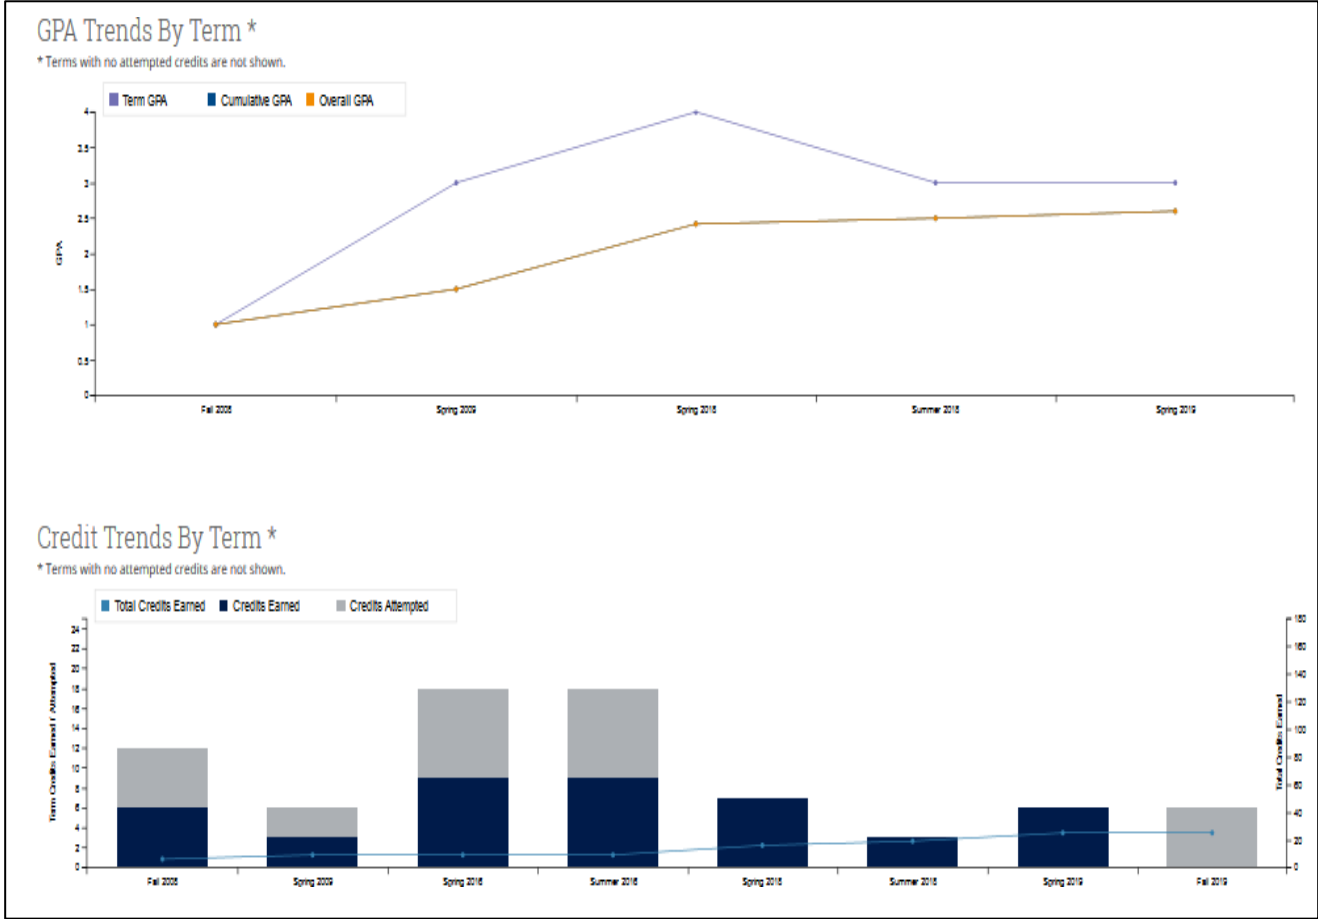 GPA Trends By Term *
* Terms with no attempted credits are not shown.
Term GPA Cumulative GPA Overall GPA
4
3.5
3
2.5
2
1.5
1
0.5
0
GPA
Fall 2008 Spring 2009 Spring 2018 Summer 2018 Spring 2019
Credit Trends By Term *
* Terms with no attempted credits are not shown.
Total Credits Earned Credits Earned Credits Attempted
24
22
20
18
16
14
12
10
8
6
4
2
0
Term Credits Earned / Attempted
180
160
140
120
100
80
60
40
20
0
Total Credits Earned
Fall 2008 Spring 2009 Spring 2016 Summer 2016 Spring 2018 Summer 2018 Spring 2019 Fall 2019